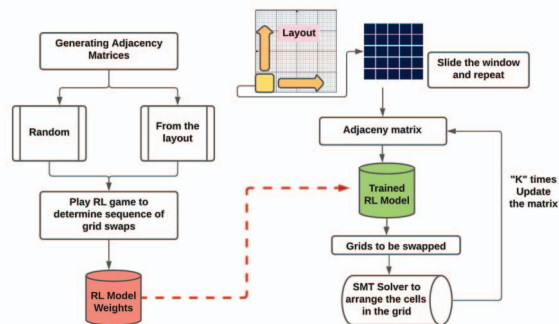 Generating Adjacency
Matrices
Random
From the
layout
Play RL game to
determine sequence of
grid swaps
RL Model
Weights
Layout
Slide the window
and repeat
Adjaceny matrix
Trained
RL Model
"K" times
Update
the matrix
Grids to be swapped
SMT Solver to
arrange the cells
in the grid